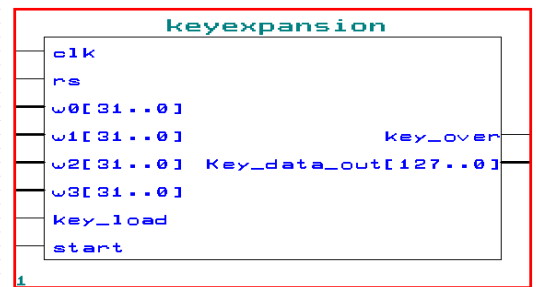 keyexpansion
clk
rs
w0[31..0]
w1[31..0] key_over
w2[31..0] Key_data_out[127..0]
w3[31..0]
key_load
start
1